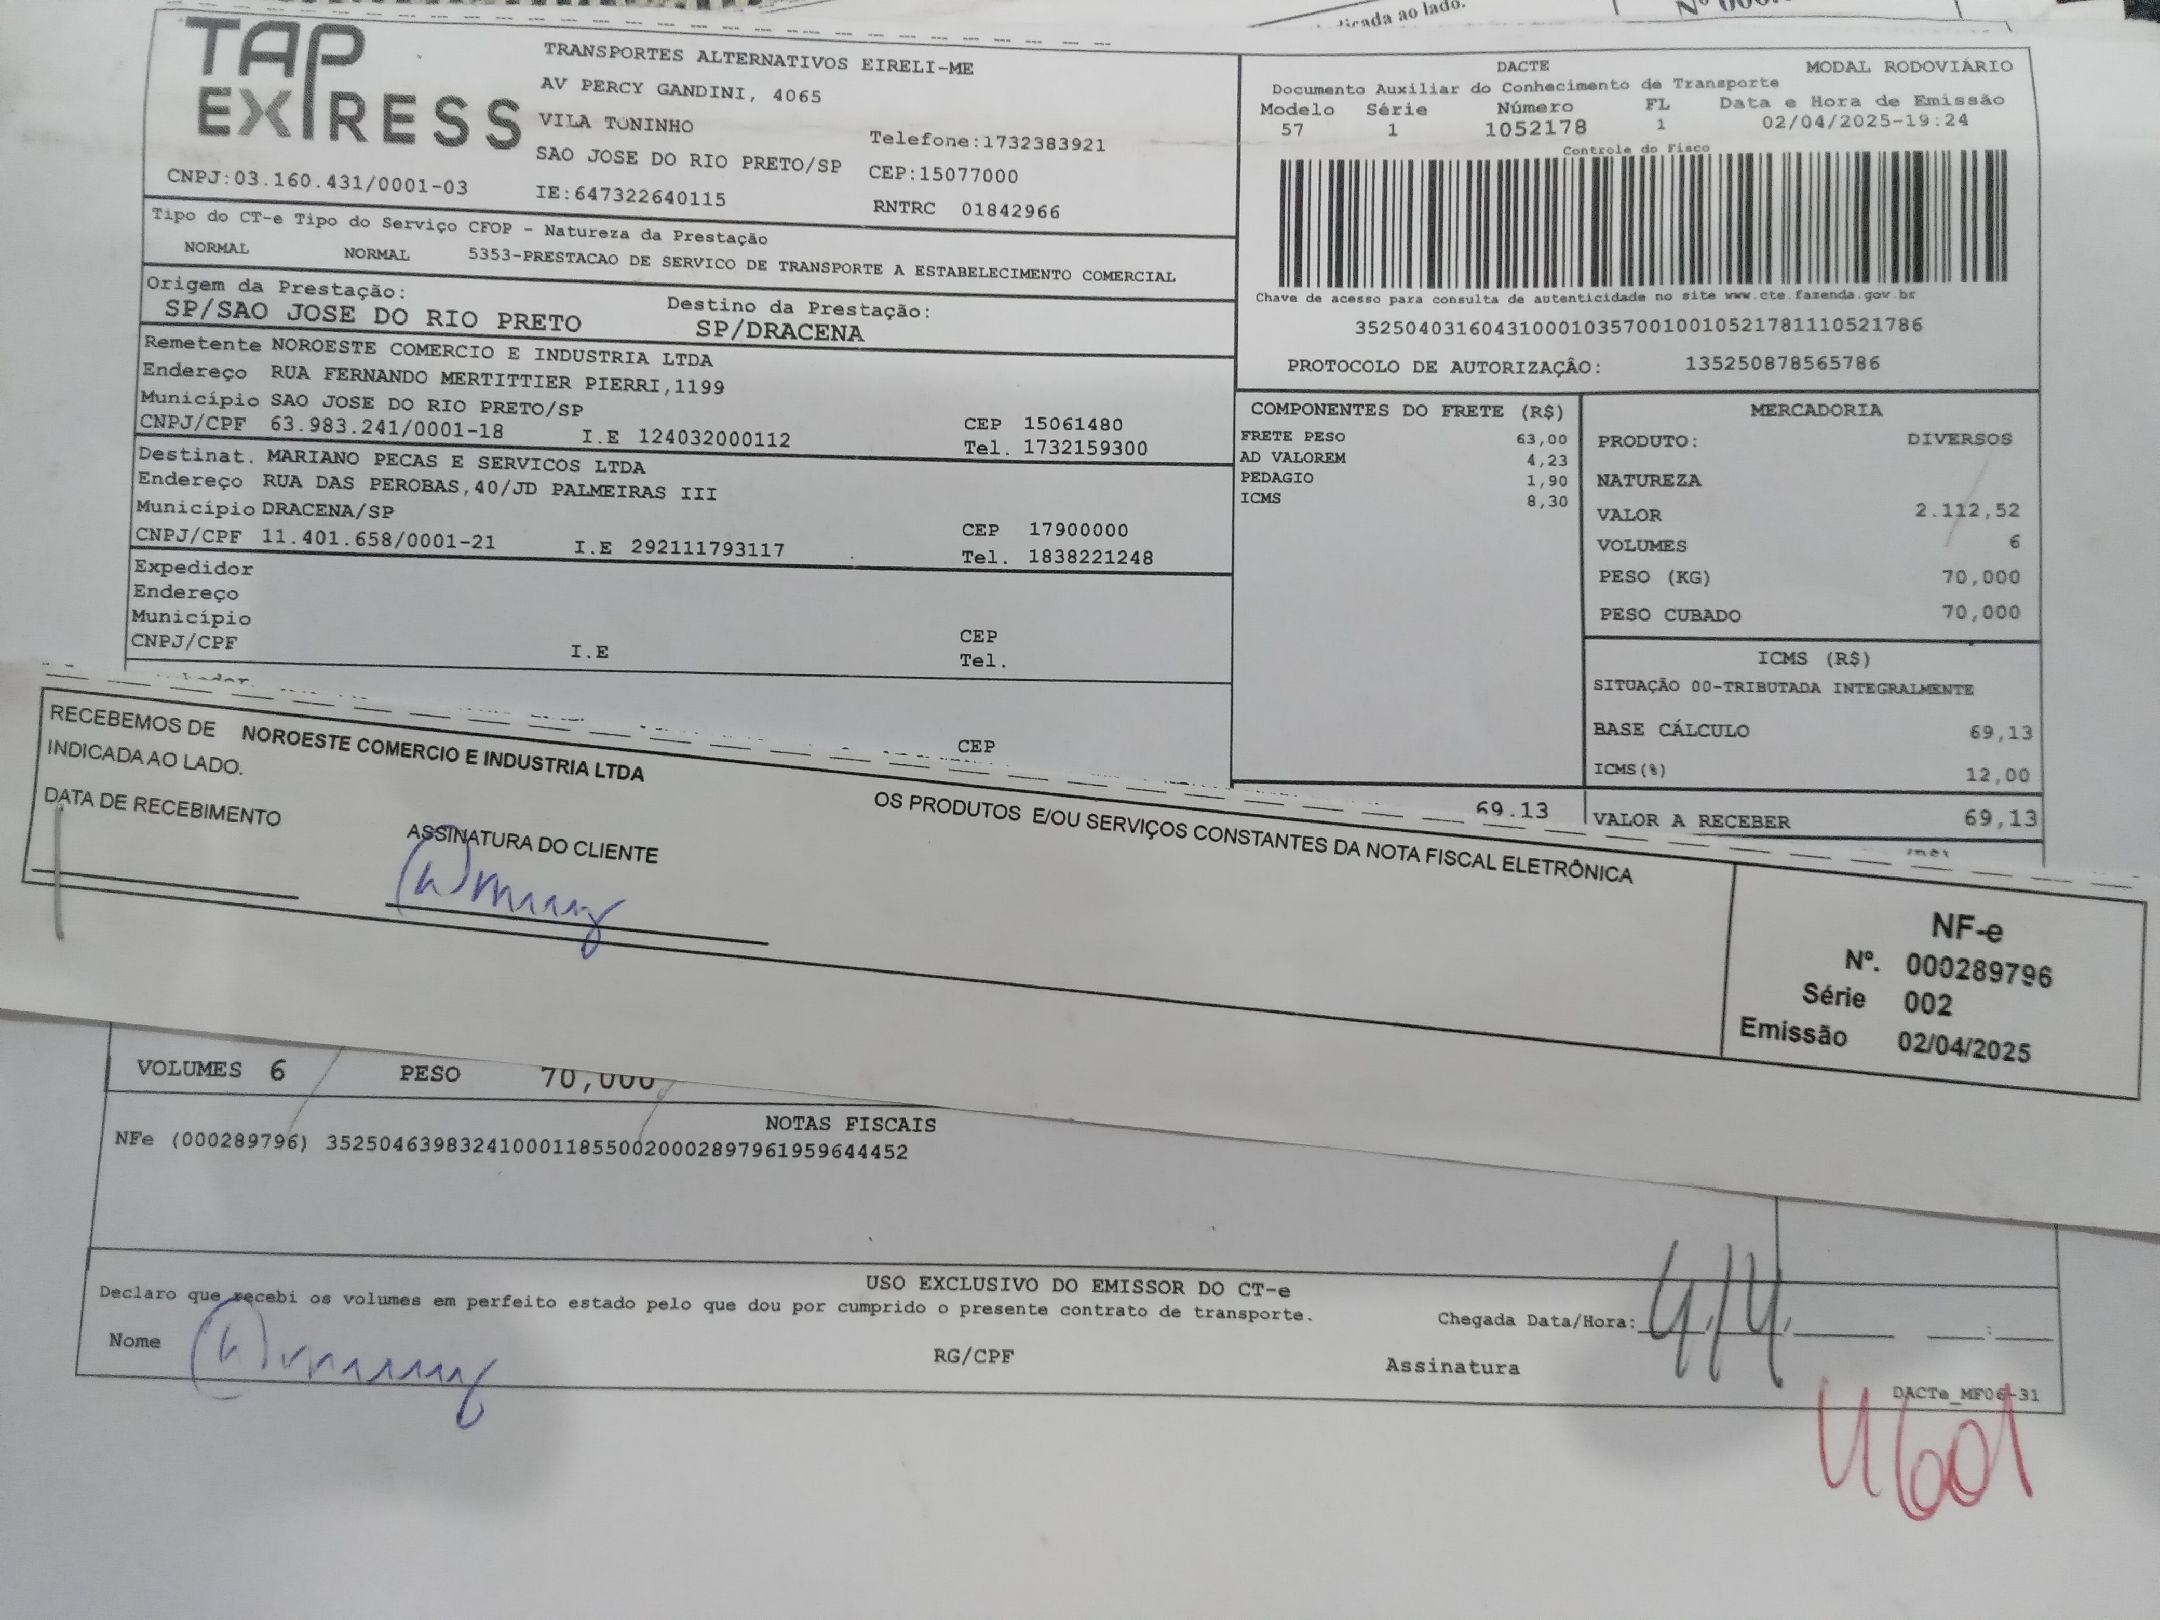 dicada ao lado.
TAP
EXPRESS
TRANSPORTES ALTERNATIVOS EIRELI-ME
AV PERCY GANDINI, 4065
VILA TONINHO
Telefone:1732383921
SAO JOSE DO RIO PRETO/SP CEP:15077000
CNPJ:03.160.431/0001-03
IE:647322640115
RNTRC 01842966
DACTE MODAL RODOVIÁRIO
Documento Auxiliar do Conhecimento de Transporte
Modelo Série Número FL Data e Hora de Emissão
57 1 1052178 1 02/04/2025-19:24
Controle do Fisco
Chave de acesso para consulta de autenticidade no site www.cte.fazenda.gov.br
35250403160431000103570010010521781110521786
PROTOCOLO DE AUTORIZAÇÃO: 135250878565786
Tipo do CT-e Tipo do Serviço CFOP - Natureza da Prestação
NORMAL NORMAL 5353-PRESTACAO DE SERVICO DE TRANSPORTE A ESTABELECIMENTO COMERCIAL
Origem da Prestação: Destino da Prestação:
SP/SAO JOSE DO RIO PRETO SP/DRACENA
Remetente NOROESTE COMERCIO E INDUSTRIA LTDA
Endereço RUA FERNANDO MERTITTIER PIERRI,1199
Município SAO JOSE DO RIO PRETO/SP CEP 15061480
CNPJ/CPF 63.983.241/0001-18 I.E 124032000112 Tel. 1732159300
Destinat. MARIANO PECAS E SERVICOS LTDA
Endereço RUA DAS PEROBAS,40/JD PALMEIRAS III
Município DRACENA/SP CEP 17900000
CNPJ/CPF 11.401.658/0001-21 I.E 292111793117 Tel. 1838221248
Expedidor
Endereço
Município CEP
CNPJ/CPF I.E Tel.
CEP
COMPONENTES DO FRETE (R$)
FRETE PESO 63,00
AD VALOREM 4,23
PEDAGIO 1,90
ICMS 8,30
69.13
MERCADORIA
PRODUTO: DIVERSOS
NATUREZA
VALOR 2.112,52
VOLUMES 6
PESO (KG) 70,000
PESO CUBADO 70,000
ICMS (R$)
SITUAÇÃO 00-TRIBUTADA INTEGRALMENTE
BASE CÁLCULO 69,13
ICMS(%) 12,00
VALOR A RECEBER 69,13
RECEBEMOS DE NOROESTE COMERCIO E INDUSTRIA LTDA OS PRODUTOS E/OU SERVIÇOS CONSTANTES DA NOTA FISCAL ELETRÔNICA
INDICADA AO LADO.
DATA DE RECEBIMENTO ASSINATURA DO CLIENTE
NF-e
Nº. 000289796
Série 002
Emissão 02/04/2025
VOLUMES 6 PESO 70,000
NOTAS FISCAIS
NFe (000289796) 35250463983241000118550020002897961959644452
USO EXCLUSIVO DO EMISSOR DO CT-e
Declaro que recebi os volumes em perfeito estado pelo que dou por cumprido o presente contrato de transporte.
Chegada Data/Hora: 4/4
Nome RG/CPF Assinatura
DACTe_MF06-31
4601